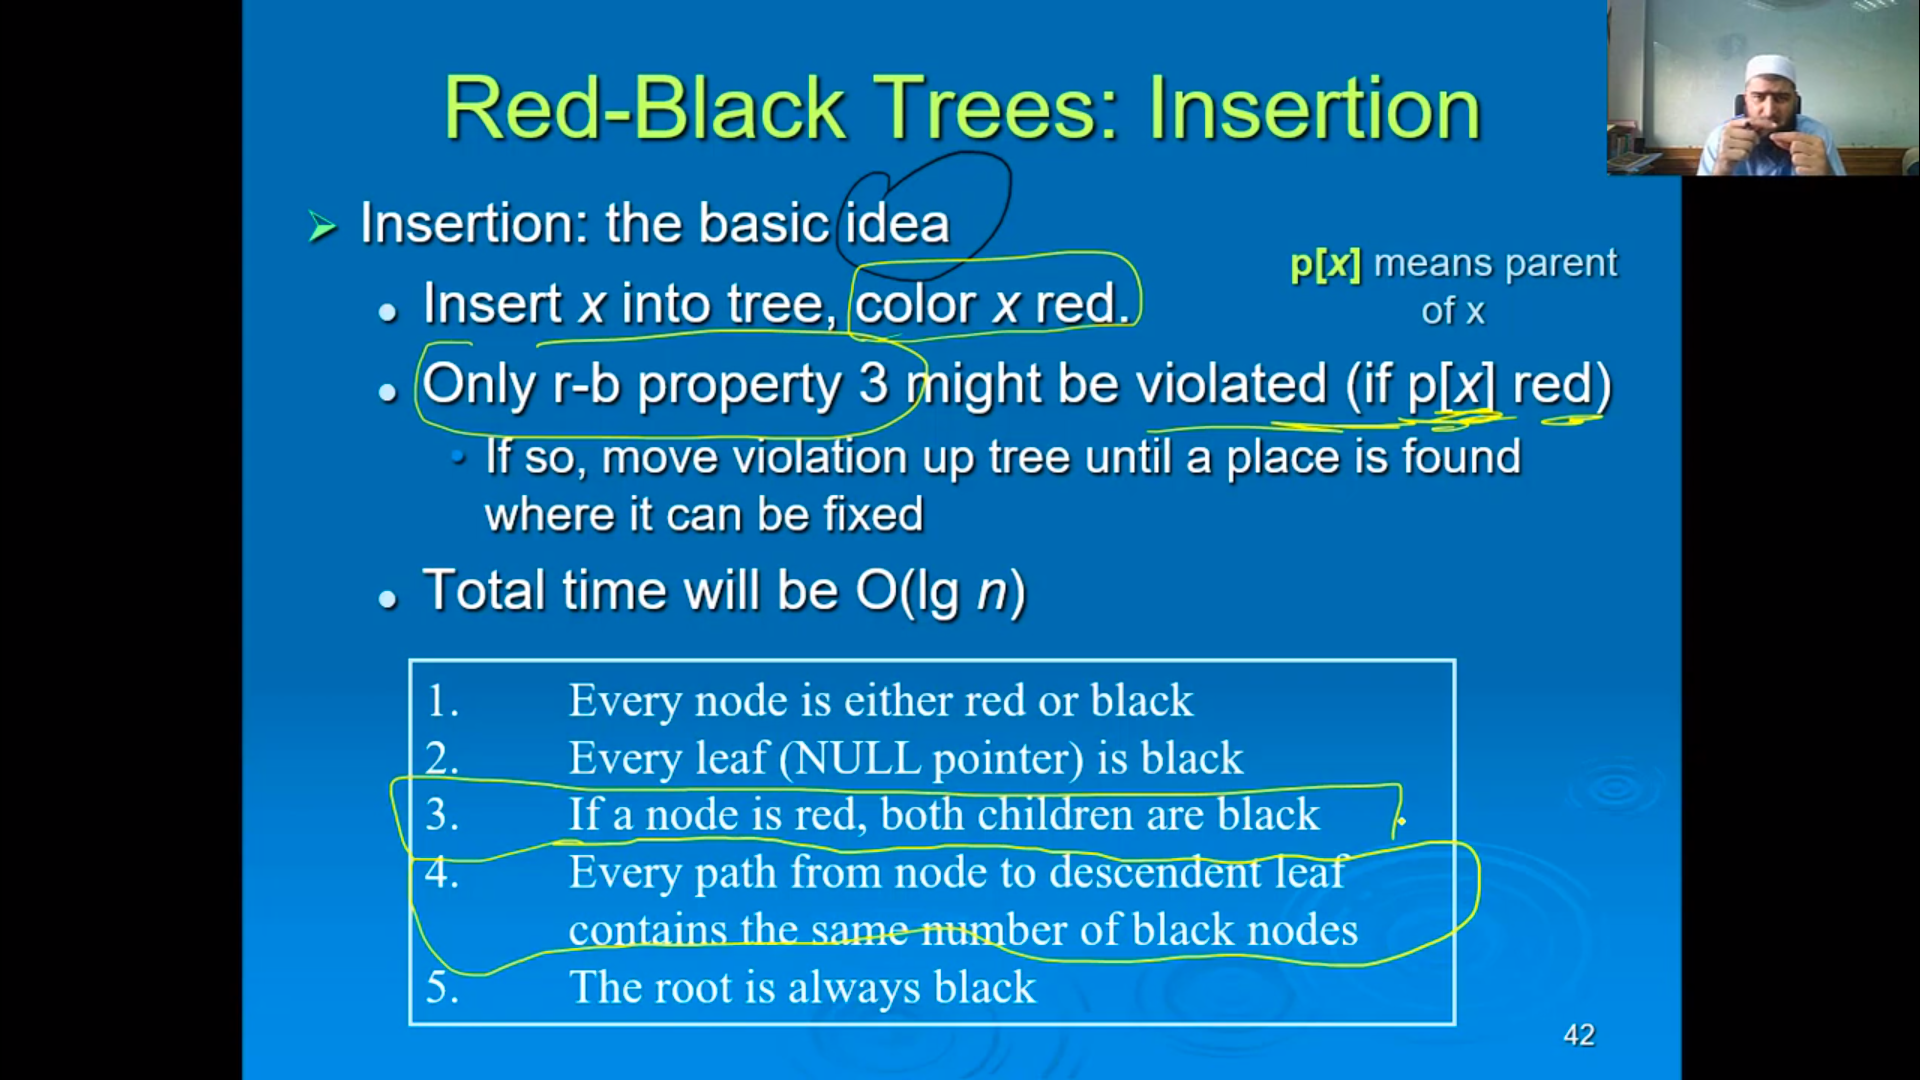 Red-Black Trees: Insertion
Insertion: the basic idea
p[x] means parent
of x
Insert x into tree, color x red.
Only r-b property 3 might be violated (if p[x] red)
If so, move violation up tree until a place is found
where it can be fixed
Total time will be O(lg n)
1. Every node is either red or black
2. Every leaf (NULL pointer) is black
3. If a node is red, both children are black
4. Every path from node to descendent leaf
contains the same number of black nodes
5. The root is always black
42